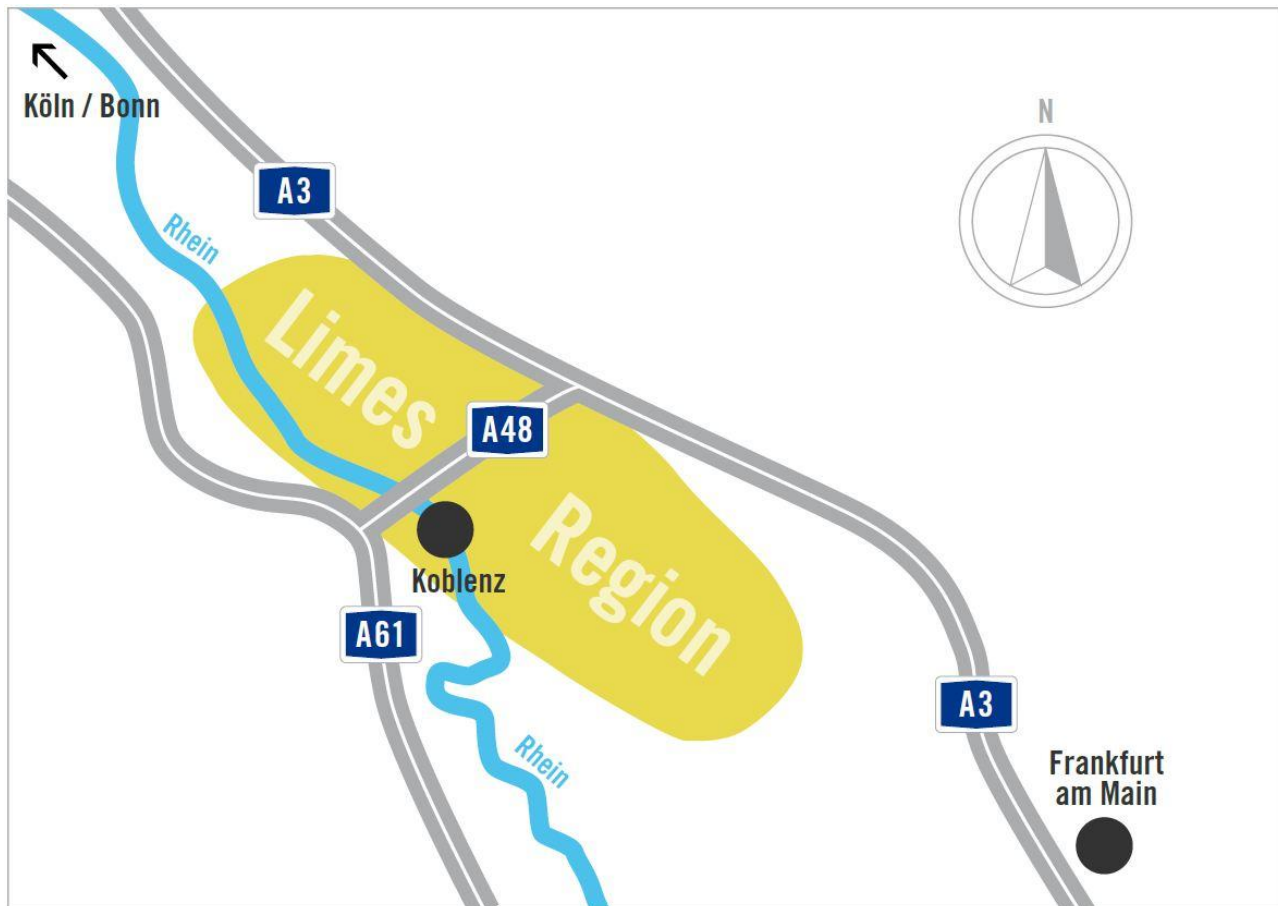 Köln / Bonn
N
A3
Rhein
Limes
A48
Region
Koblenz
A61
A3
Rhein
Frankfurt
am Main